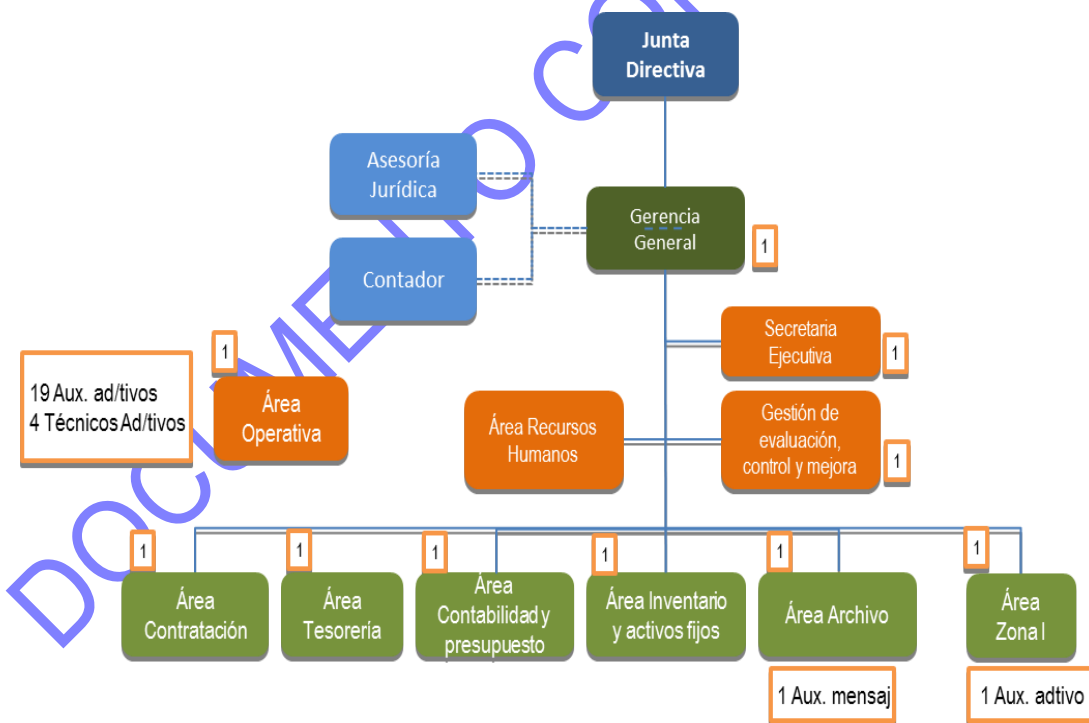 Junta
Directiva
Asesoría
Jurídica
Gerencia
General
1
Contador
Secretaria
Ejecutiva
1
1
19 Aux. ad/tivos
4 Técnicos Ad/tivos
Área
Operativa
Área Recursos
Humanos
Gestión de
evaluación,
control y mejora
1
1
1
1
1
1
1
Área
Contratación
Área
Tesorería
Área
Contabilidad y
presupuesto
Área Inventario
y activos fijos
Área Archivo
Área
Zona I
1 Aux. mensaj
1 Aux. adtivo
DOCUMENTO CO